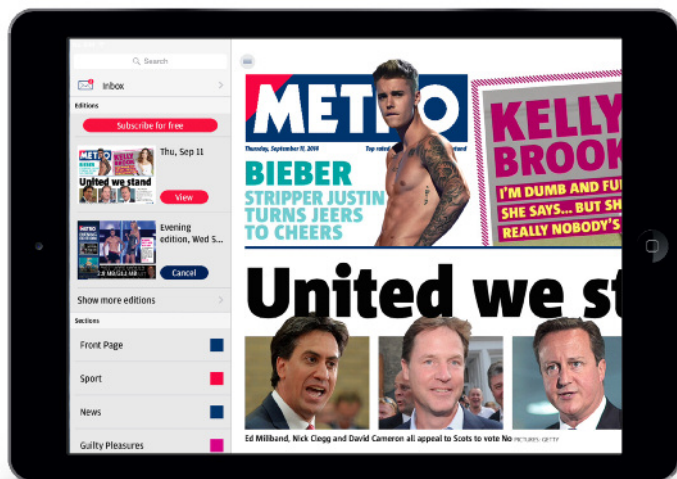 Search
Inbox
Editions
Subscribe for free
Thu, Sep 11
View
METRO
KELLY
BROOK
United we stand
Evening
edition, Wed S...
Cancel
METRO
Show more editions
Sections
Front Page
Sport
News
Guilty Pleasures
METRO
Thursday, September 11, 2014
BIEBER
STRIPPER JUSTIN
TURNS JEERS
TO CHEERS
KELLY
BROOK
I'M DUMB AND FU
SHE SAYS... BUT SH
REALLY NOBODY'S
United we st
Ed Miliband, Nick Clegg and David Cameron all appeal to Scots to vote No PICTURES: GETTY